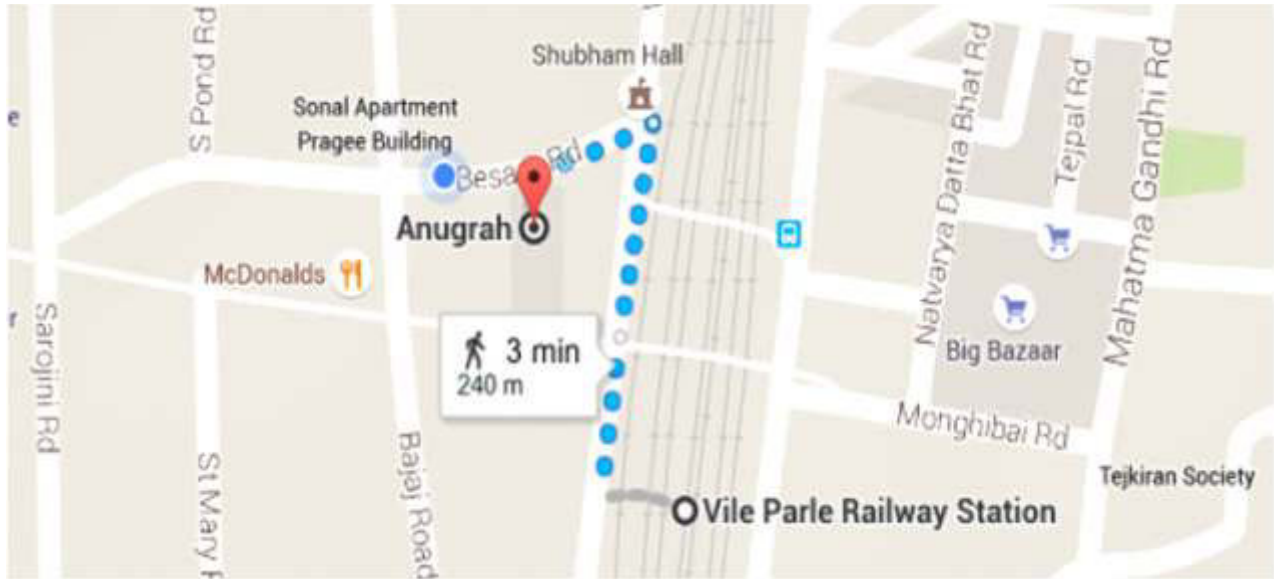 Shubham Hall
S Pond Rd
Sonal Apartment
Pragee Building
Besa Rd
Anugrah
McDonalds
3 min
240 m
Sarojini Rd
St Mary
Bajaj Road
Vile Parle Railway Station
Natvarya Datta Bhat Rd
Tejpal Rd
Mahatma Gandhi Rd
Big Bazaar
Monghibai Rd
Tejkiran Society
e
r